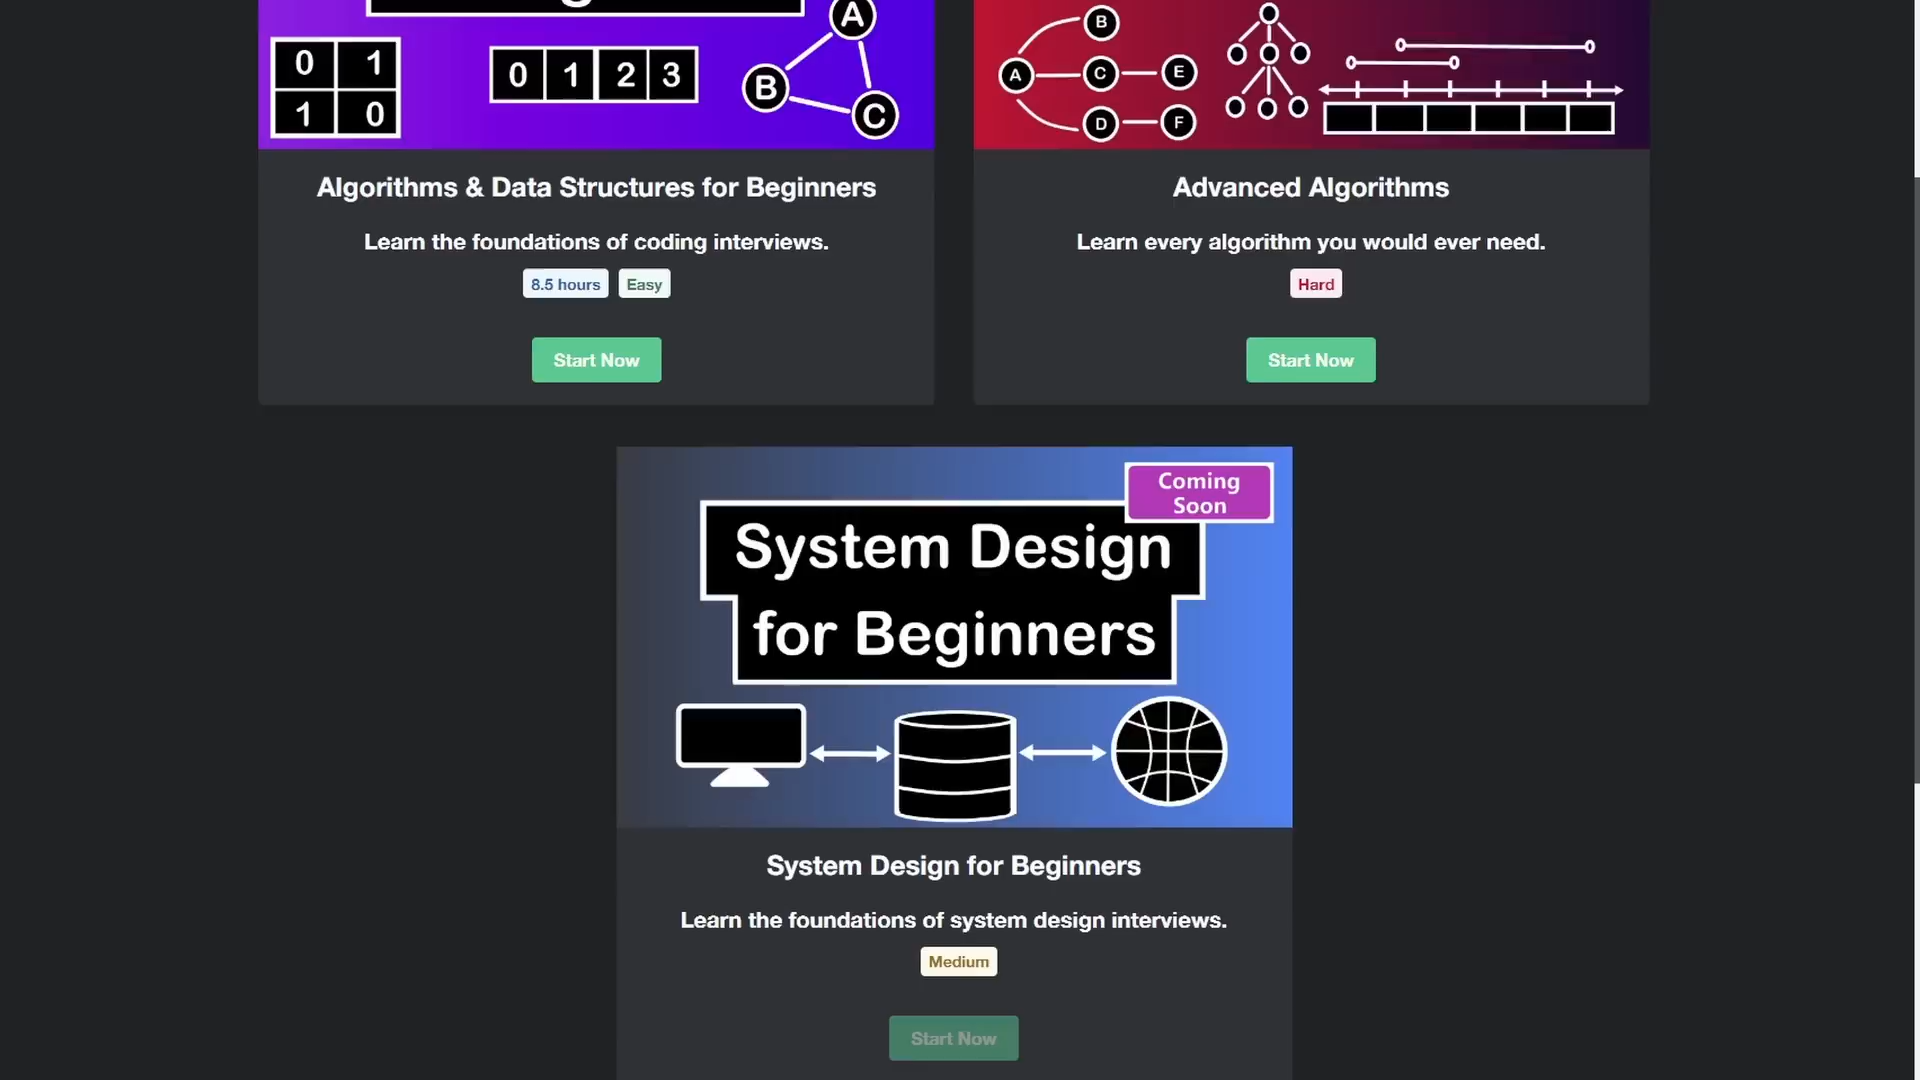 0 1
1 0
0 1 2 3
A
B
C
B
A C E
D F
Algorithms & Data Structures for Beginners
Learn the foundations of coding interviews.
8.5 hours Easy
Start Now
Advanced Algorithms
Learn every algorithm you would ever need.
Hard
Start Now
Coming
Soon
System Design
for Beginners
System Design for Beginners
Learn the foundations of system design interviews.
Medium
Start Now